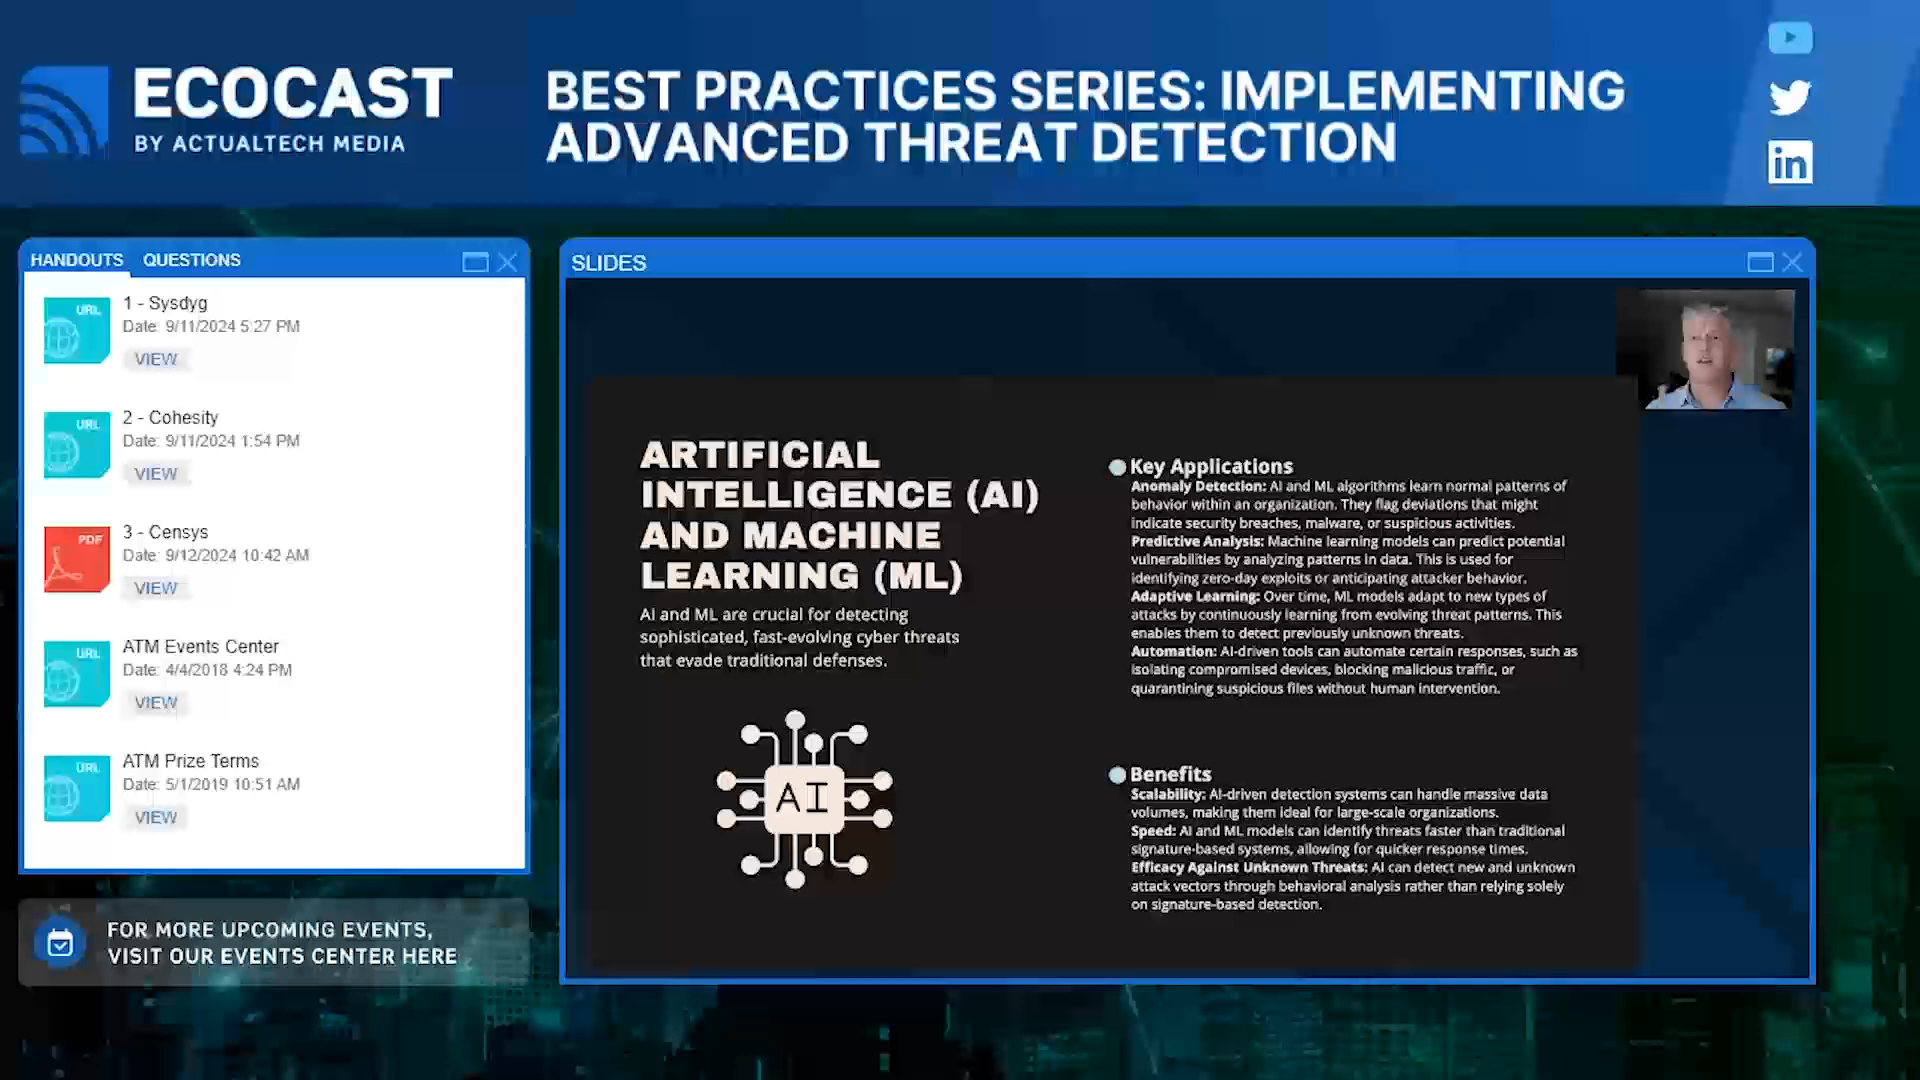 ECOCAST
BY ACTUALTECH MEDIA
BEST PRACTICES SERIES: IMPLEMENTING
ADVANCED THREAT DETECTION
in
HANDOUTS QUESTIONS
URL
1 - Sysdyg
Date: 9/11/2024 5:27 PM
VIEW
URL
2 - Cohesity
Date: 9/11/2024 1:54 PM
VIEW
PDF
3 - Censys
Date: 9/12/2024 10:42 AM
VIEW
URL
ATM Events Center
Date: 4/4/2018 4:24 PM
VIEW
URL
ATM Prize Terms
Date: 5/1/2019 10:51 AM
VIEW
FOR MORE UPCOMING EVENTS,
VISIT OUR EVENTS CENTER HERE
SLIDES
ARTIFICIAL
INTELLIGENCE (AI)
AND MACHINE
LEARNING (ML)
AI and ML are crucial for detecting
sophisticated, fast-evolving cyber threats
that evade traditional defenses.
AI
Key Applications
Anomaly Detection: AI and ML algorithms learn normal patterns of
behavior within an organization. They flag deviations that might
indicate security breaches, malware, or suspicious activities.
Predictive Analysis: Machine learning models can predict potential
vulnerabilities by analyzing patterns in data. This is used for
identifying zero-day exploits or anticipating attacker behavior.
Adaptive Learning: Over time, ML models adapt to new types of
attacks by continuously learning from evolving threat patterns. This
enables them to detect previously unknown threats.
Automation: AI-driven tools can automate certain responses, such as
isolating compromised devices, blocking malicious traffic, or
quarantining suspicious files without human intervention.
Benefits
Scalability: AI-driven detection systems can handle massive data
volumes, making them ideal for large-scale organizations.
Speed: AI and ML models can identify threats faster than traditional
signature-based systems, allowing for quicker response times.
Efficacy Against Unknown Threats: AI can detect new and unknown
attack vectors through behavioral analysis rather than relying solely
on signature-based detection.